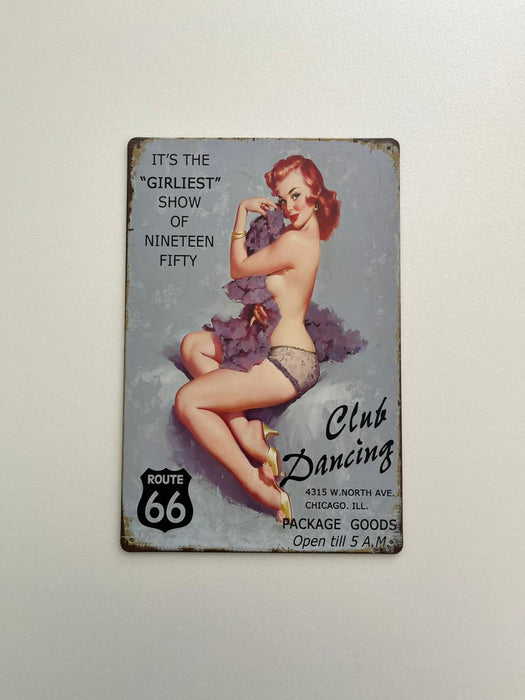 IT'S THE
"GIRLIEST"
SHOW
OF
NINETEEN
FIFTY
Club
Dancing
ROUTE
66
4315 W.NORTH AVE.
CHICAGO. ILL.
PACKAGE GOODS
Open till 5 A.M.